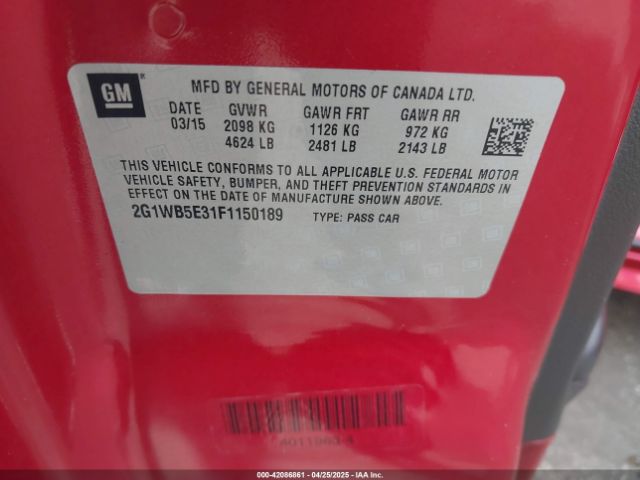 GM
MFD BY GENERAL MOTORS OF CANADA LTD.
DATE GVWR GAWR FRT GAWR RR
03/15 2098 KG 1126 KG 972 KG
4624 LB 2481 LB 2143 LB
THIS VEHICLE CONFORMS TO ALL APPLICABLE U.S. FEDERAL MOTOR
VEHICLE SAFETY, BUMPER, AND THEFT PREVENTION STANDARDS IN
EFFECT ON THE DATE OF MANUFACTURE SHOWN ABOVE.
2G1WB5E31F1150189 TYPE: PASS CAR
000-42086861 - 04/25/2025 - IAA, Inc.